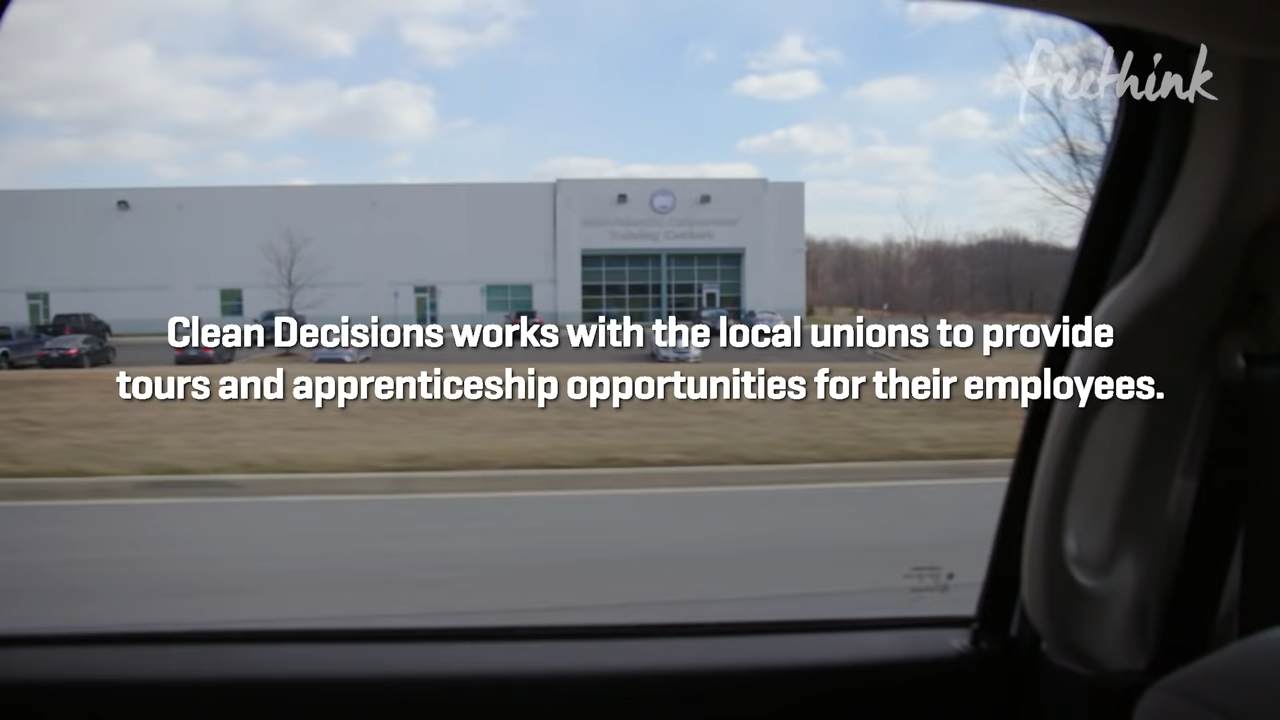 freethink
Clean Decisions works with the local unions to provide
tours and apprenticeship opportunities for their employees.